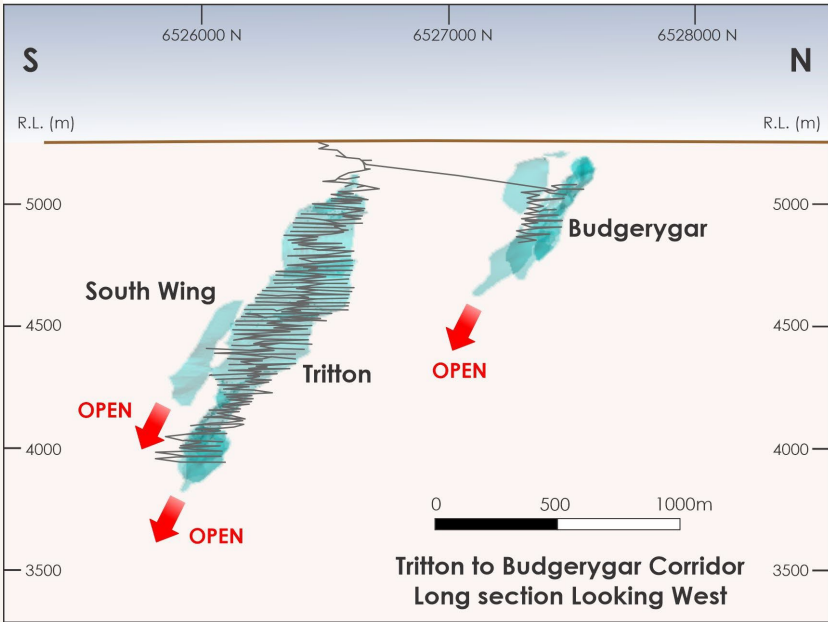 6526000 N
6527000 N
6528000 N
S
N
R.L. (m)
R.L. (m)
5000
5000
Budgerygar
South Wing
4500
4500
Tritton
OPEN
OPEN
4000
4000
0 500 1000m
OPEN
3500
3500
Tritton to Budgerygar Corridor
Long section Looking West